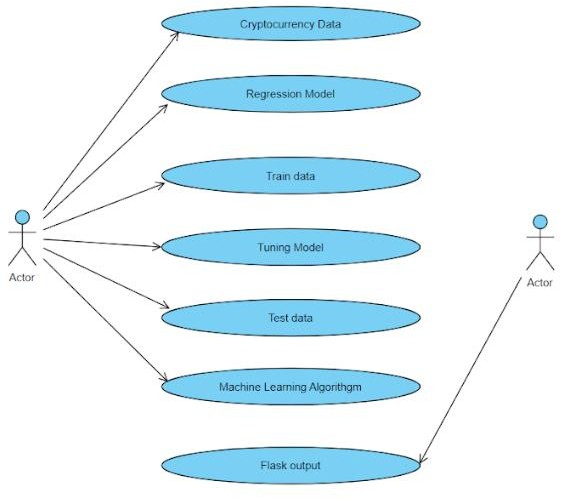 Cryptocurrency Data
Regression Model
Train data
Tuning Model
Actor
Actor
Test data
Machine Learning Algorithgm
Flask output